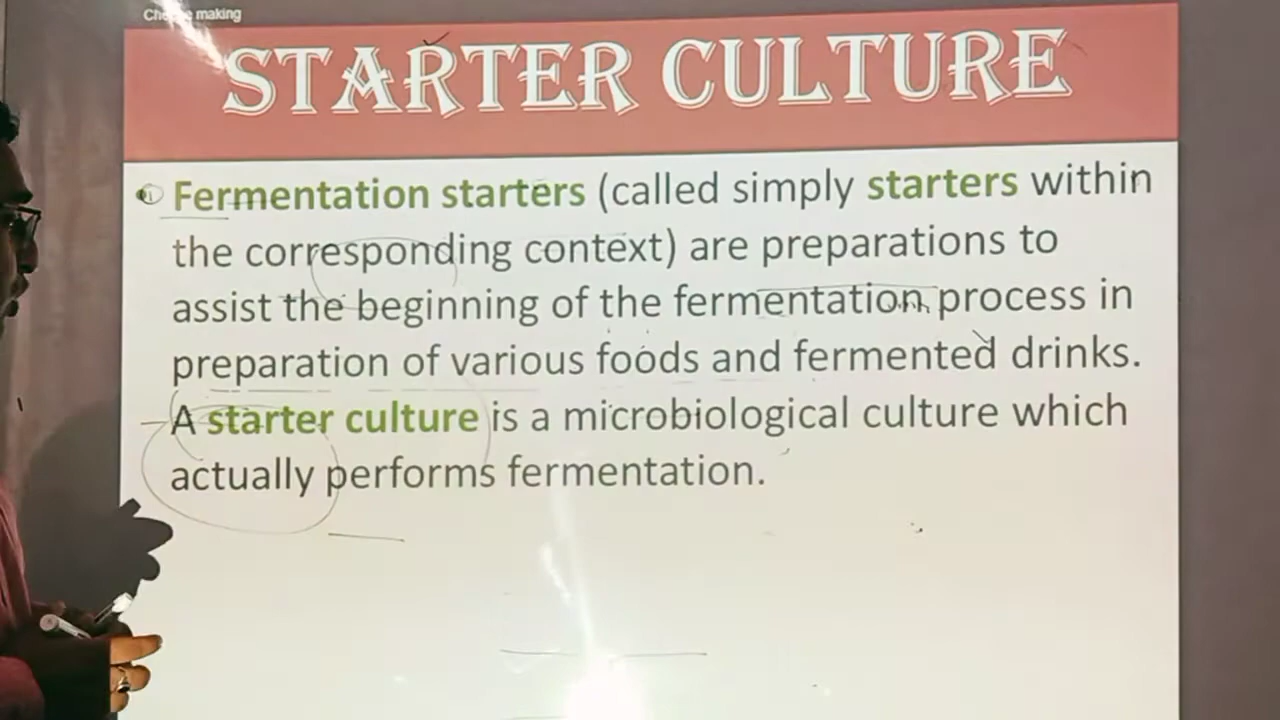 making
STARTER CULTURE
Fermentation starters (called simply starters within
the corresponding context) are preparations to
assist the beginning of the fermentation process in
preparation of various foods and fermented drinks.
A starter culture is a microbiological culture which
actually performs fermentation.